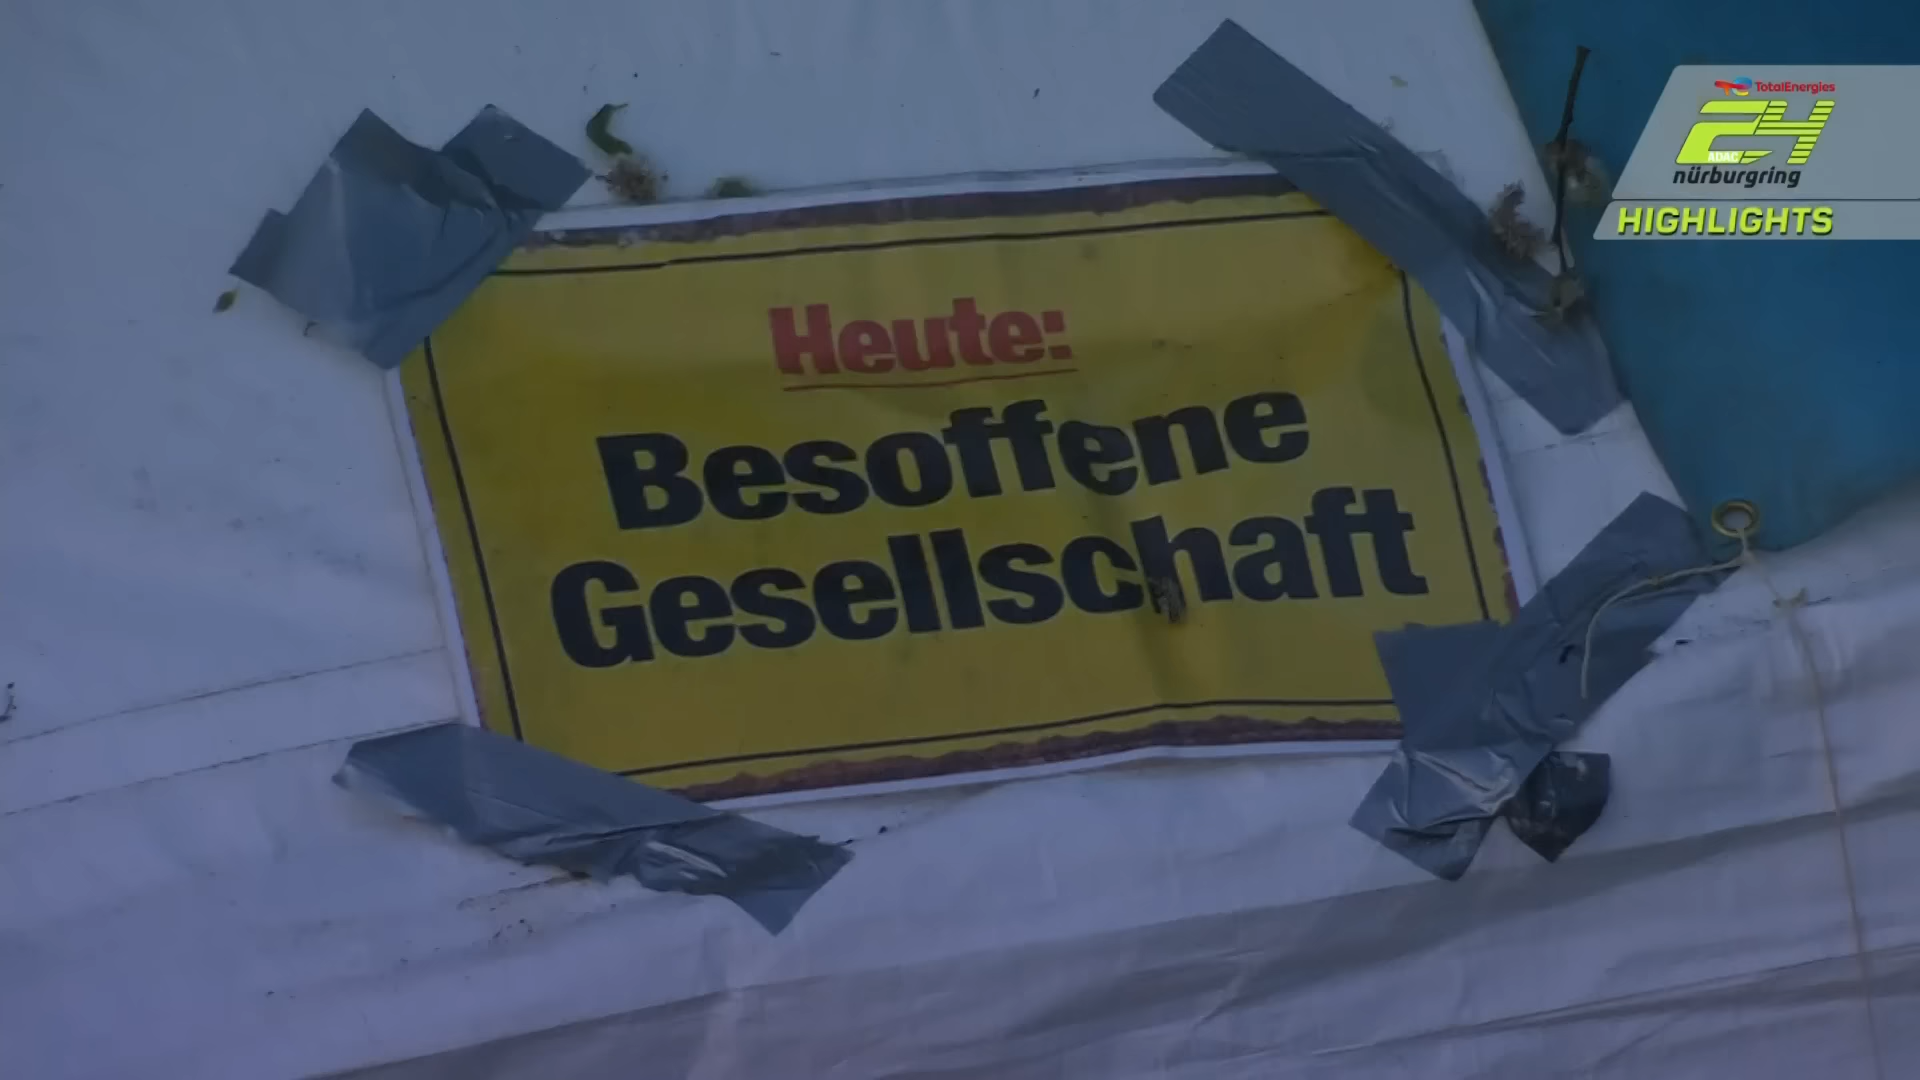 TotalEnergies
24
ADAC
nürburgring
HIGHLIGHTS
Heute:
Besoffene
Gesellschaft